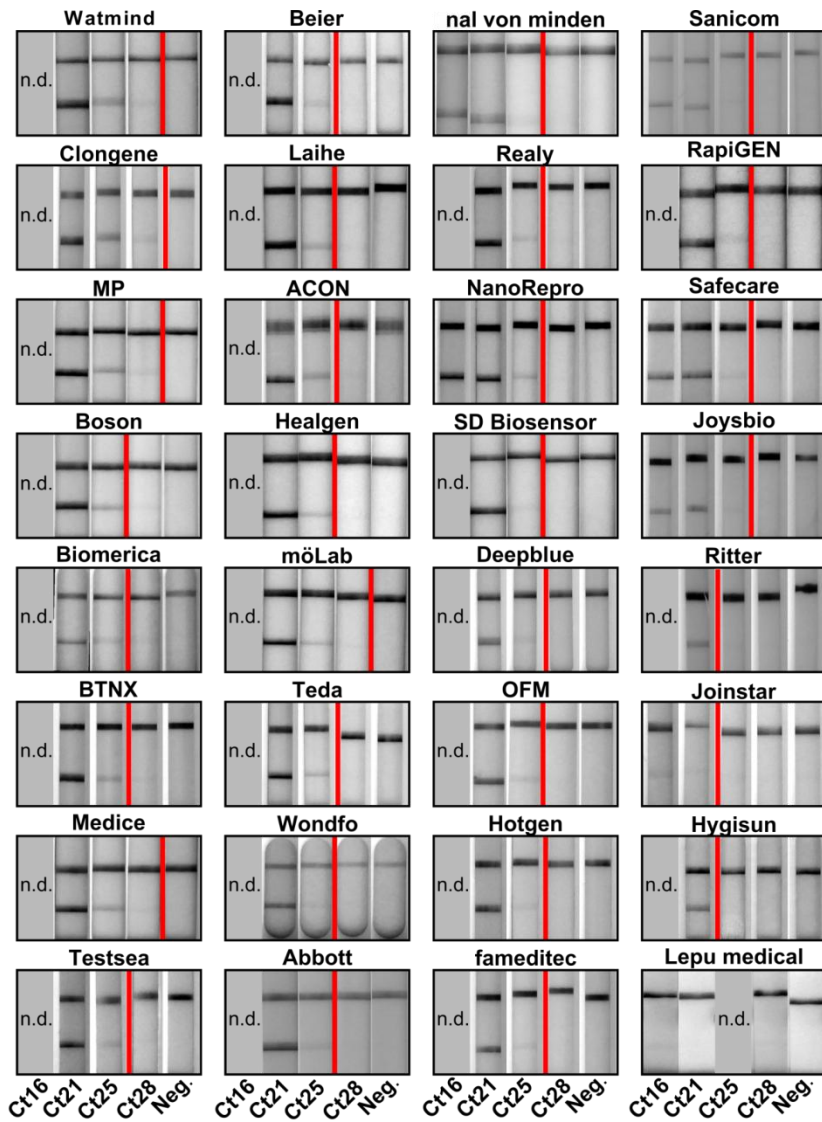 Watmind Beier nal von minden Sanicom
n.d. n.d. n.d.
Clongene Laihe Realy RapiGEN
n.d. n.d. n.d. n.d.
MP ACON NanoRepro Safecare
n.d. n.d.
Boson Healgen SD Biosensor Joysbio
n.d. n.d. n.d.
Biomerica möLab Deepblue Ritter
n.d. n.d. n.d. n.d.
BTNX Teda OFM Joinstar
n.d. n.d. n.d.
Medice Wondfo Hotgen Hygisun
n.d. n.d. n.d. n.d.
Testsea Abbott fameditec Lepu medical
n.d. n.d. n.d. n.d.
Ct16 Ct21 Ct25 Ct28 Neg. Ct16 Ct21 Ct25 Ct28 Neg. Ct16 Ct21 Ct25 Ct28 Neg. Ct16 Ct21 Ct25 Ct28 Neg.